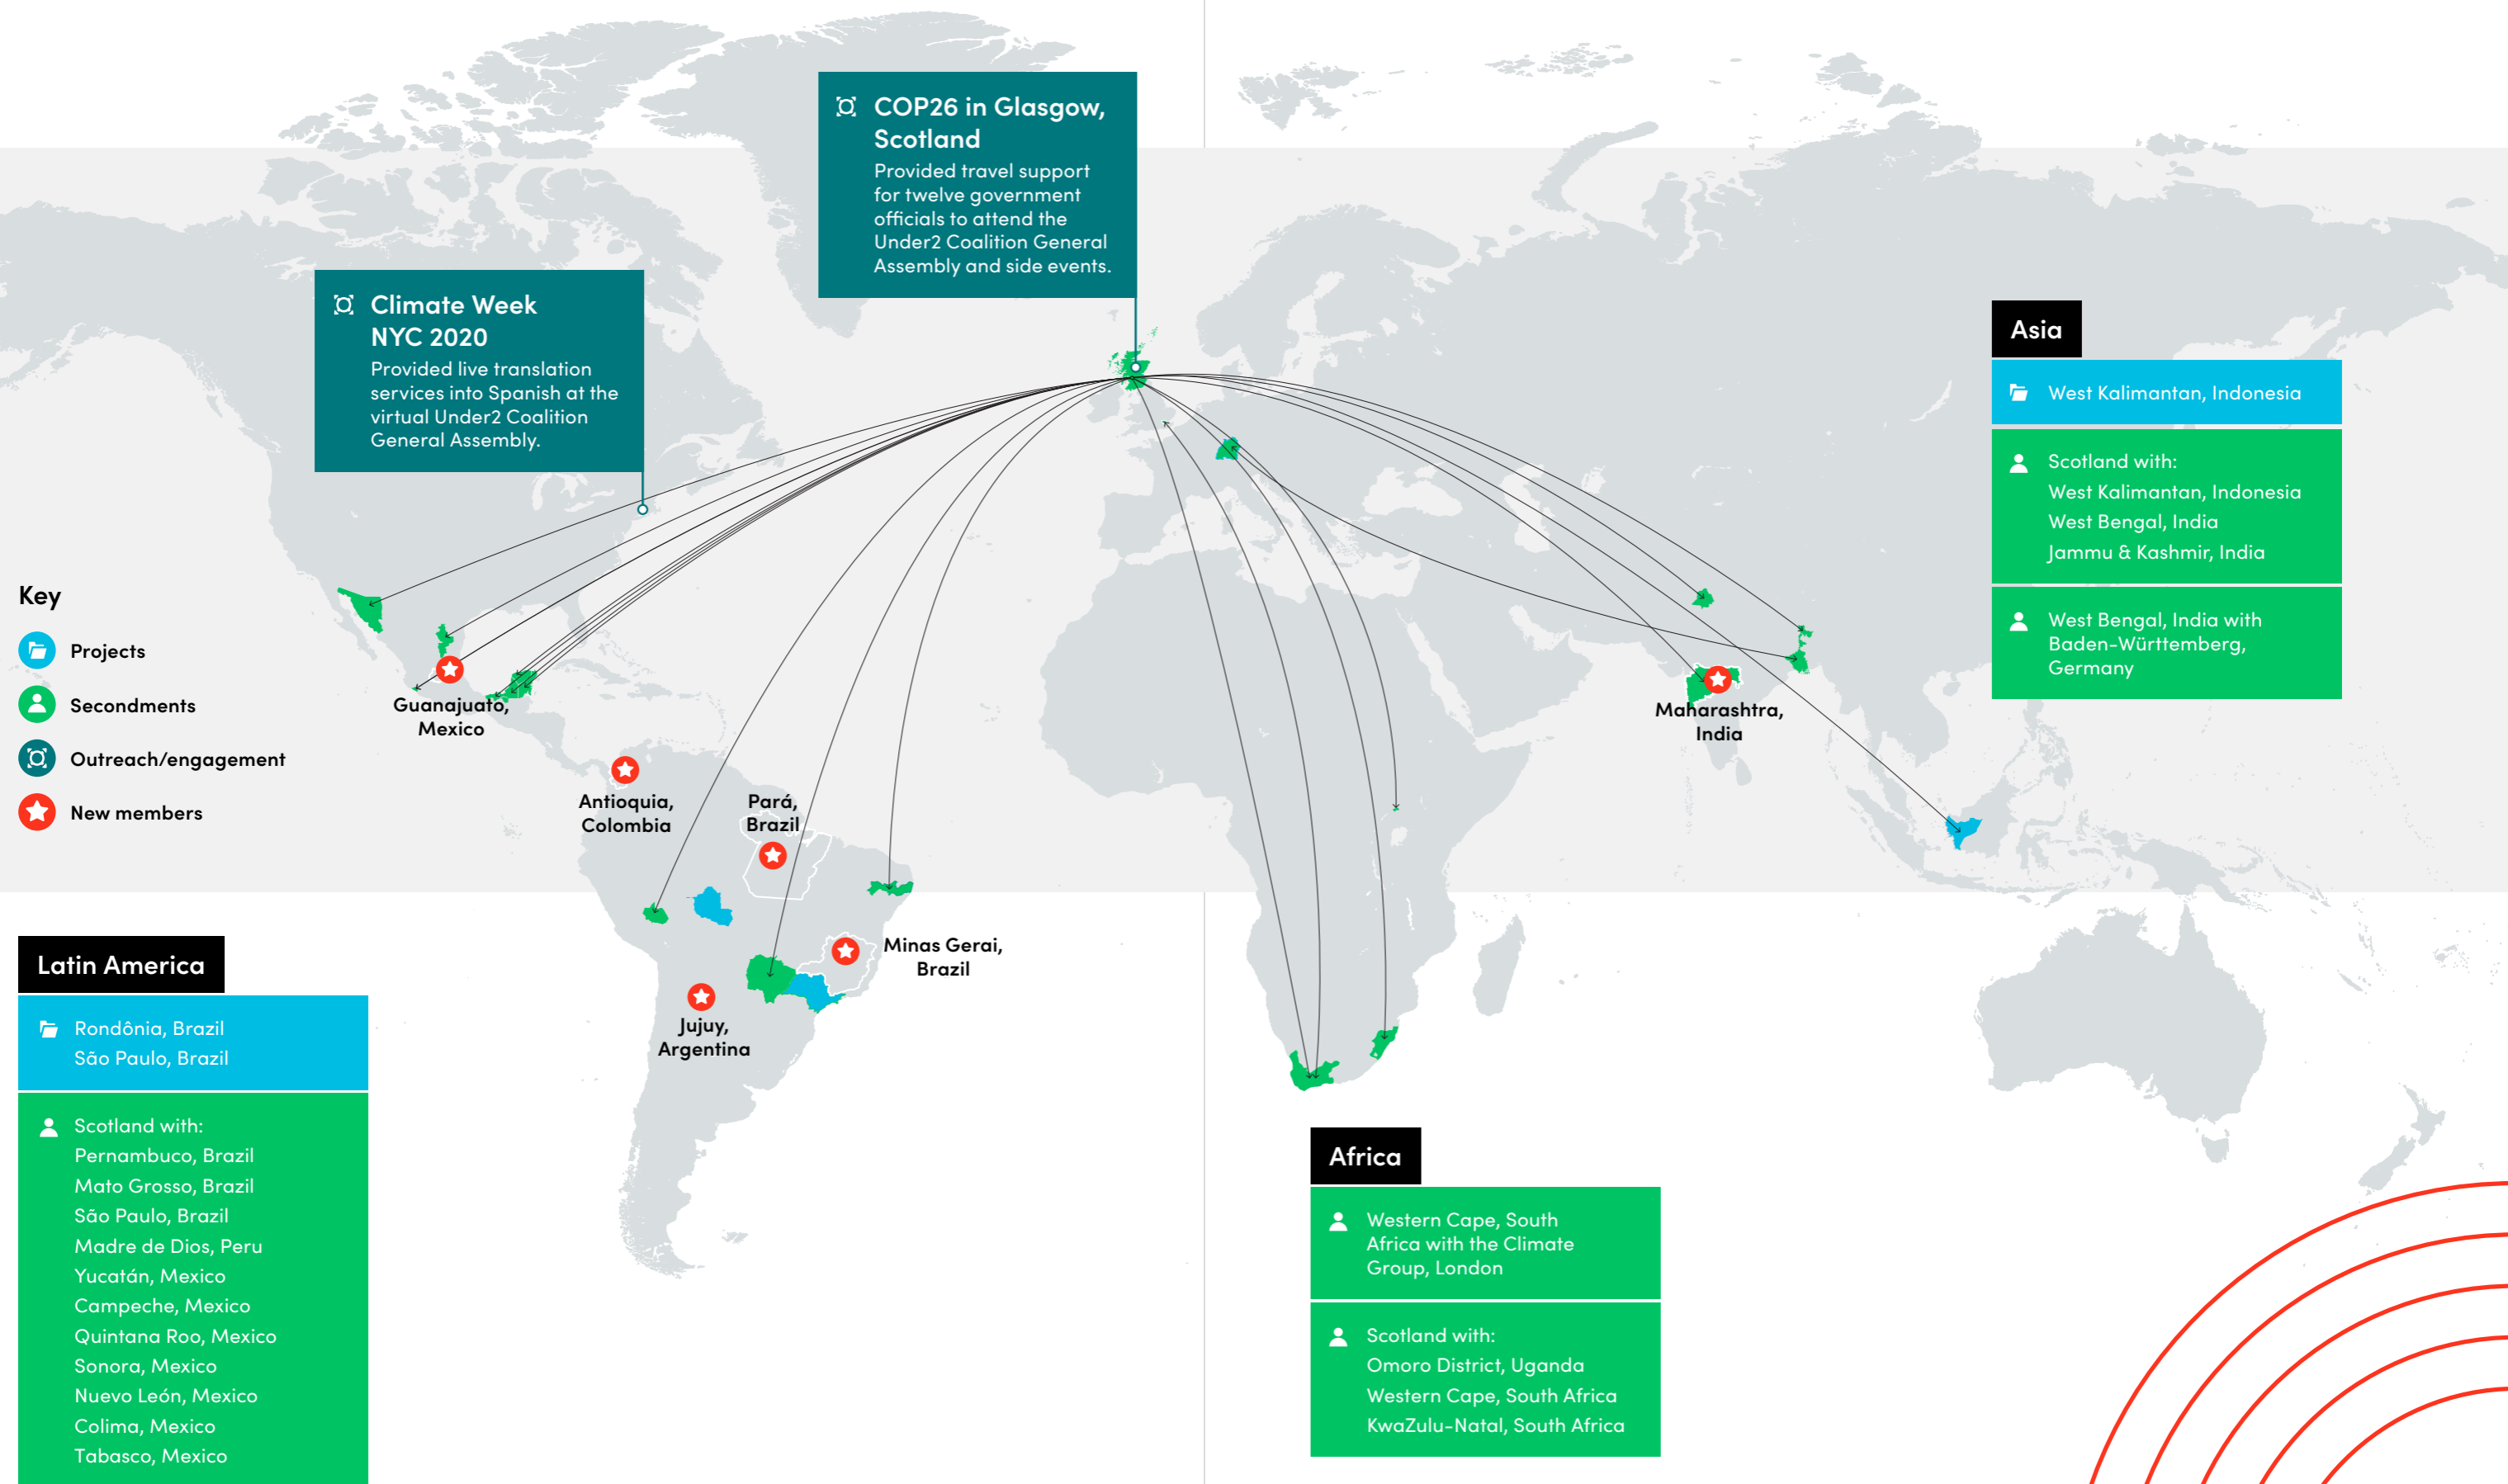 COP26 in Glasgow,
Scotland
Provided travel support
for twelve government
officials to attend the
Under2 Coalition General
Assembly and side events.
Climate Week
NYC 2020
Provided live translation
services into Spanish at the
virtual Under2 Coalition
General Assembly.
Key
Projects
Secondments
Outreach/engagement
New members
Guanajuato,
Mexico
Antioquia,
Colombia
Pará,
Brazil
Minas Gerai,
Brazil
Jujuy,
Argentina
Maharashtra,
India
Asia
West Kalimantan, Indonesia
Scotland with:
West Kalimantan, Indonesia
West Bengal, India
Jammu & Kashmir, India
West Bengal, India with
Baden-Württemberg,
Germany
Latin America
Rondônia, Brazil
São Paulo, Brazil
Scotland with:
Pernambuco, Brazil
Mato Grosso, Brazil
São Paulo, Brazil
Madre de Dios, Peru
Yucatán, Mexico
Campeche, Mexico
Quintana Roo, Mexico
Sonora, Mexico
Nuevo León, Mexico
Colima, Mexico
Tabasco, Mexico
Africa
Western Cape, South
Africa with the Climate
Group, London
Scotland with:
Omoro District, Uganda
Western Cape, South Africa
KwaZulu-Natal, South Africa